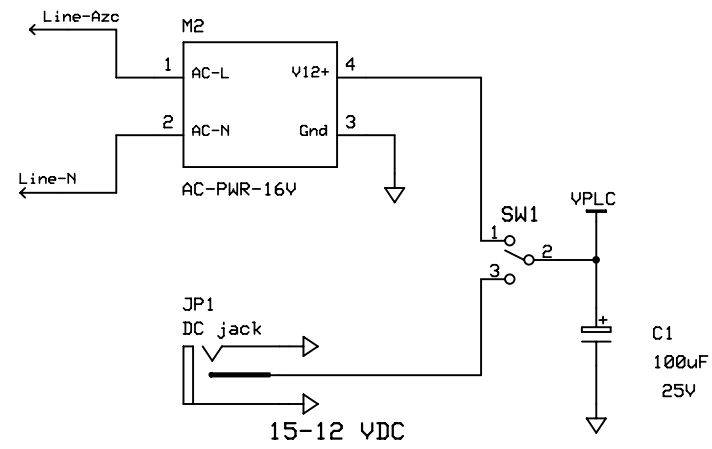 Line-Azc
M2
1 AC-L V12+ 4
2 AC-N Gnd 3
Line-N
AC-PWR-16V
SW1
VPLC
1
2
3
JP1
DC jack
+
C1
100uF
25V
15-12 VDC